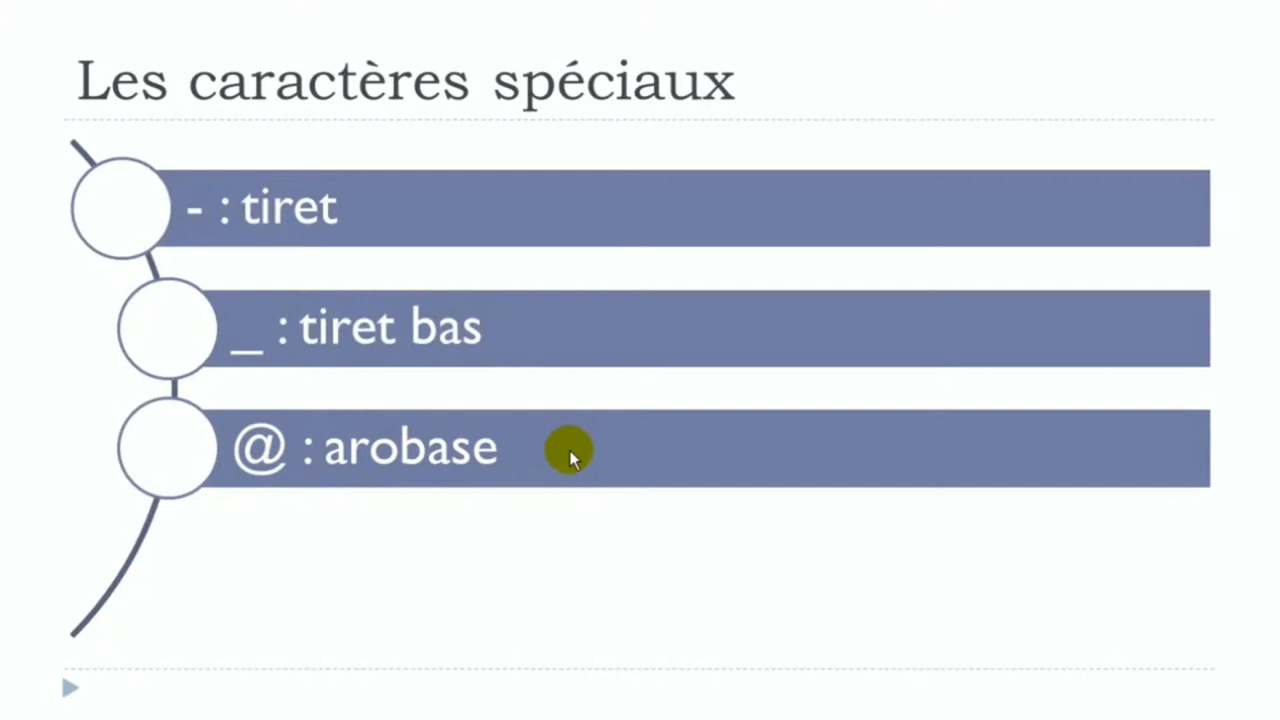 Les caractères spéciaux
- : tiret
_ : tiret bas
@ : arobase